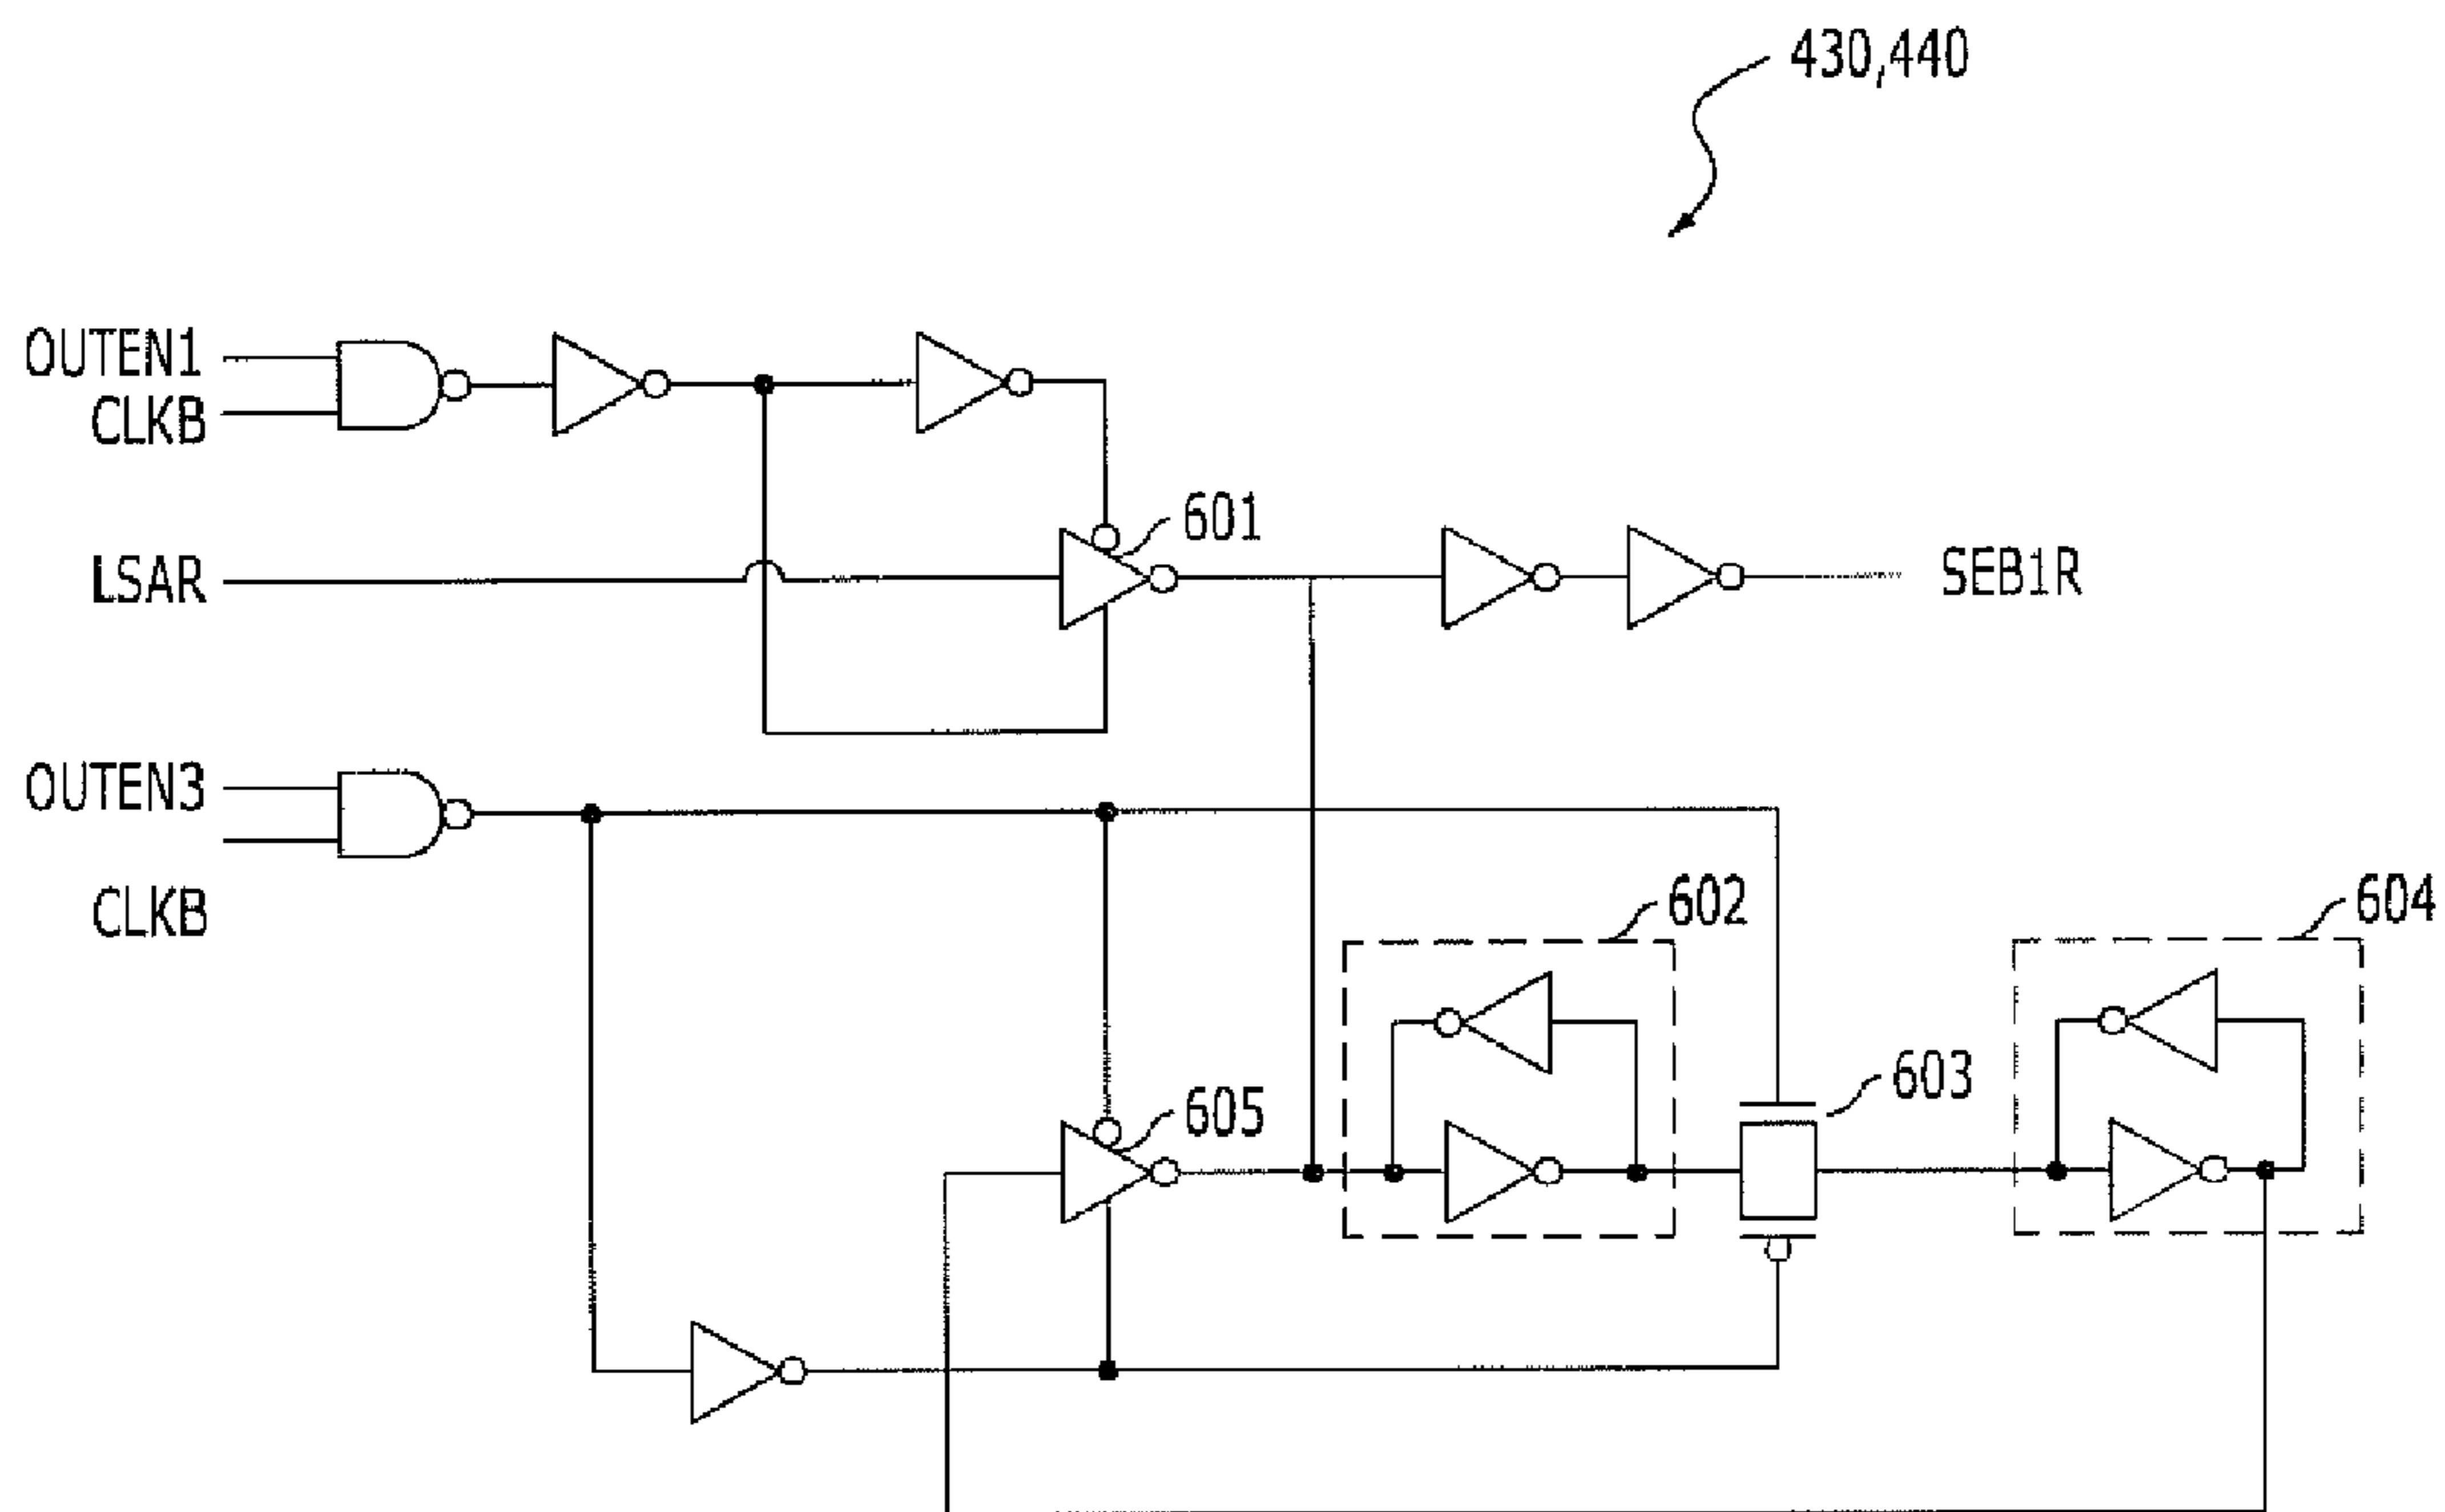 430,440
OUTEN1
CLKB
LSAR
601
SEB1R
OUTEN3
CLKB
602
604
603
605